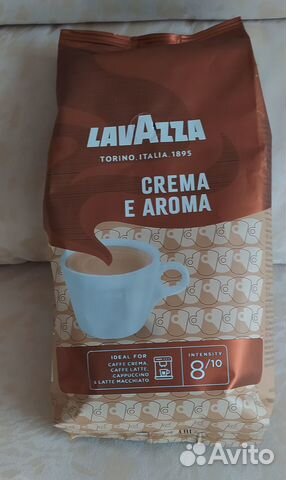 LAVAZZA
TORINO, ITALIA, 1895
CREMA
E AROMA
IDEAL FOR
CAFFÈ CREMA,
CAFFÈ LATTE,
CAPPUCCINO
& LATTE MACCHIATO
INTENSITY
8/10
Avito